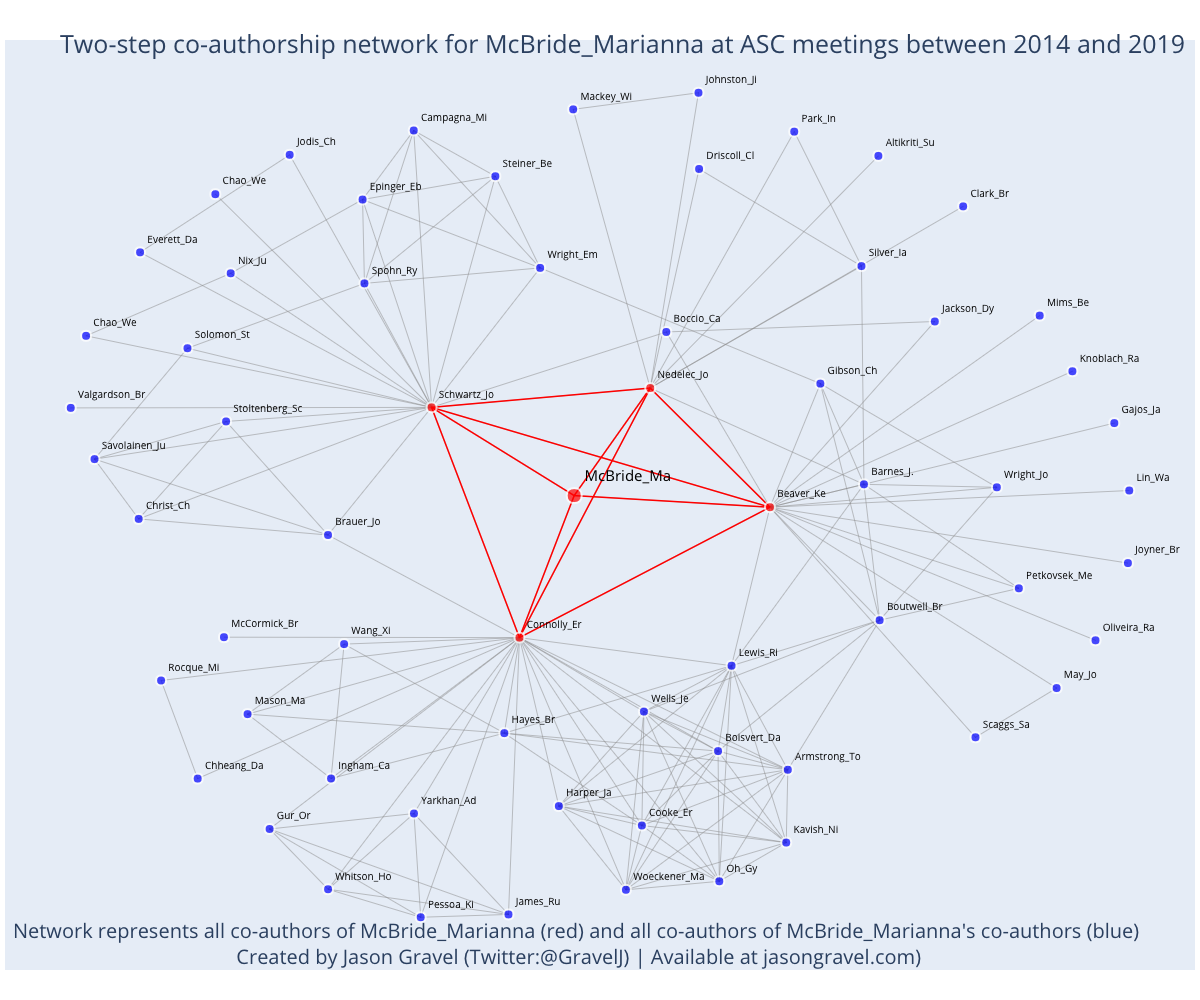 Two-step co-authorship network for McBride_Marianna at ASC meetings between 2014 and 2019
Johnston_Ji
Mackey_Wi
Campagna_Mi
Park_In
Jodis_Ch
Altikriti_Su
Driscoll_Cl
Steiner_Be
Chao_We
Epinger_Eb
Clark_Br
Everett_Da
Wright_Em
Silver_Ia
Nix_Ju
Spohn_Ry
Mims_Be
Jackson_Dy
Boccio_Ca
Chao_We
Solomon_St
Knoblach_Ra
Gibson_Ch
Nedelec_Jo
Schwartz_Jo
Valgardson_Br
Stoltenberg_Sc
Gajos_Ja
Savolainen_Ju
Barnes_J.
Wright_Jo
McBride_Ma
Lin_Wa
Beaver_Ke
Christ_Ch
Brauer_Jo
Joyner_Br
Petkovsek_Me
Boutwell_Br
McCormick_Br
Connolly_Er
Wang_Xi
Oliveira_Ra
Lewis_Ri
Rocque_Mi
May_Jo
Mason_Ma
Wells_Je
Hayes_Br
Scaggs_Sa
Boisvert_Da
Armstrong_To
Chheang_Da
Ingham_Ca
Harper_Ja
Yarkhan_Ad
Cooke_Er
Gur_Or
Kavish_Ni
Oh_Gy
Whitson_Ho
Woeckener_Ma
James_Ru
Pessoa_Ki
Network represents all co-authors of McBride_Marianna (red) and all co-authors of McBride_Marianna's co-authors (blue)
Created by Jason Gravel (Twitter:@GravelJ) | Available at jasongravel.com)